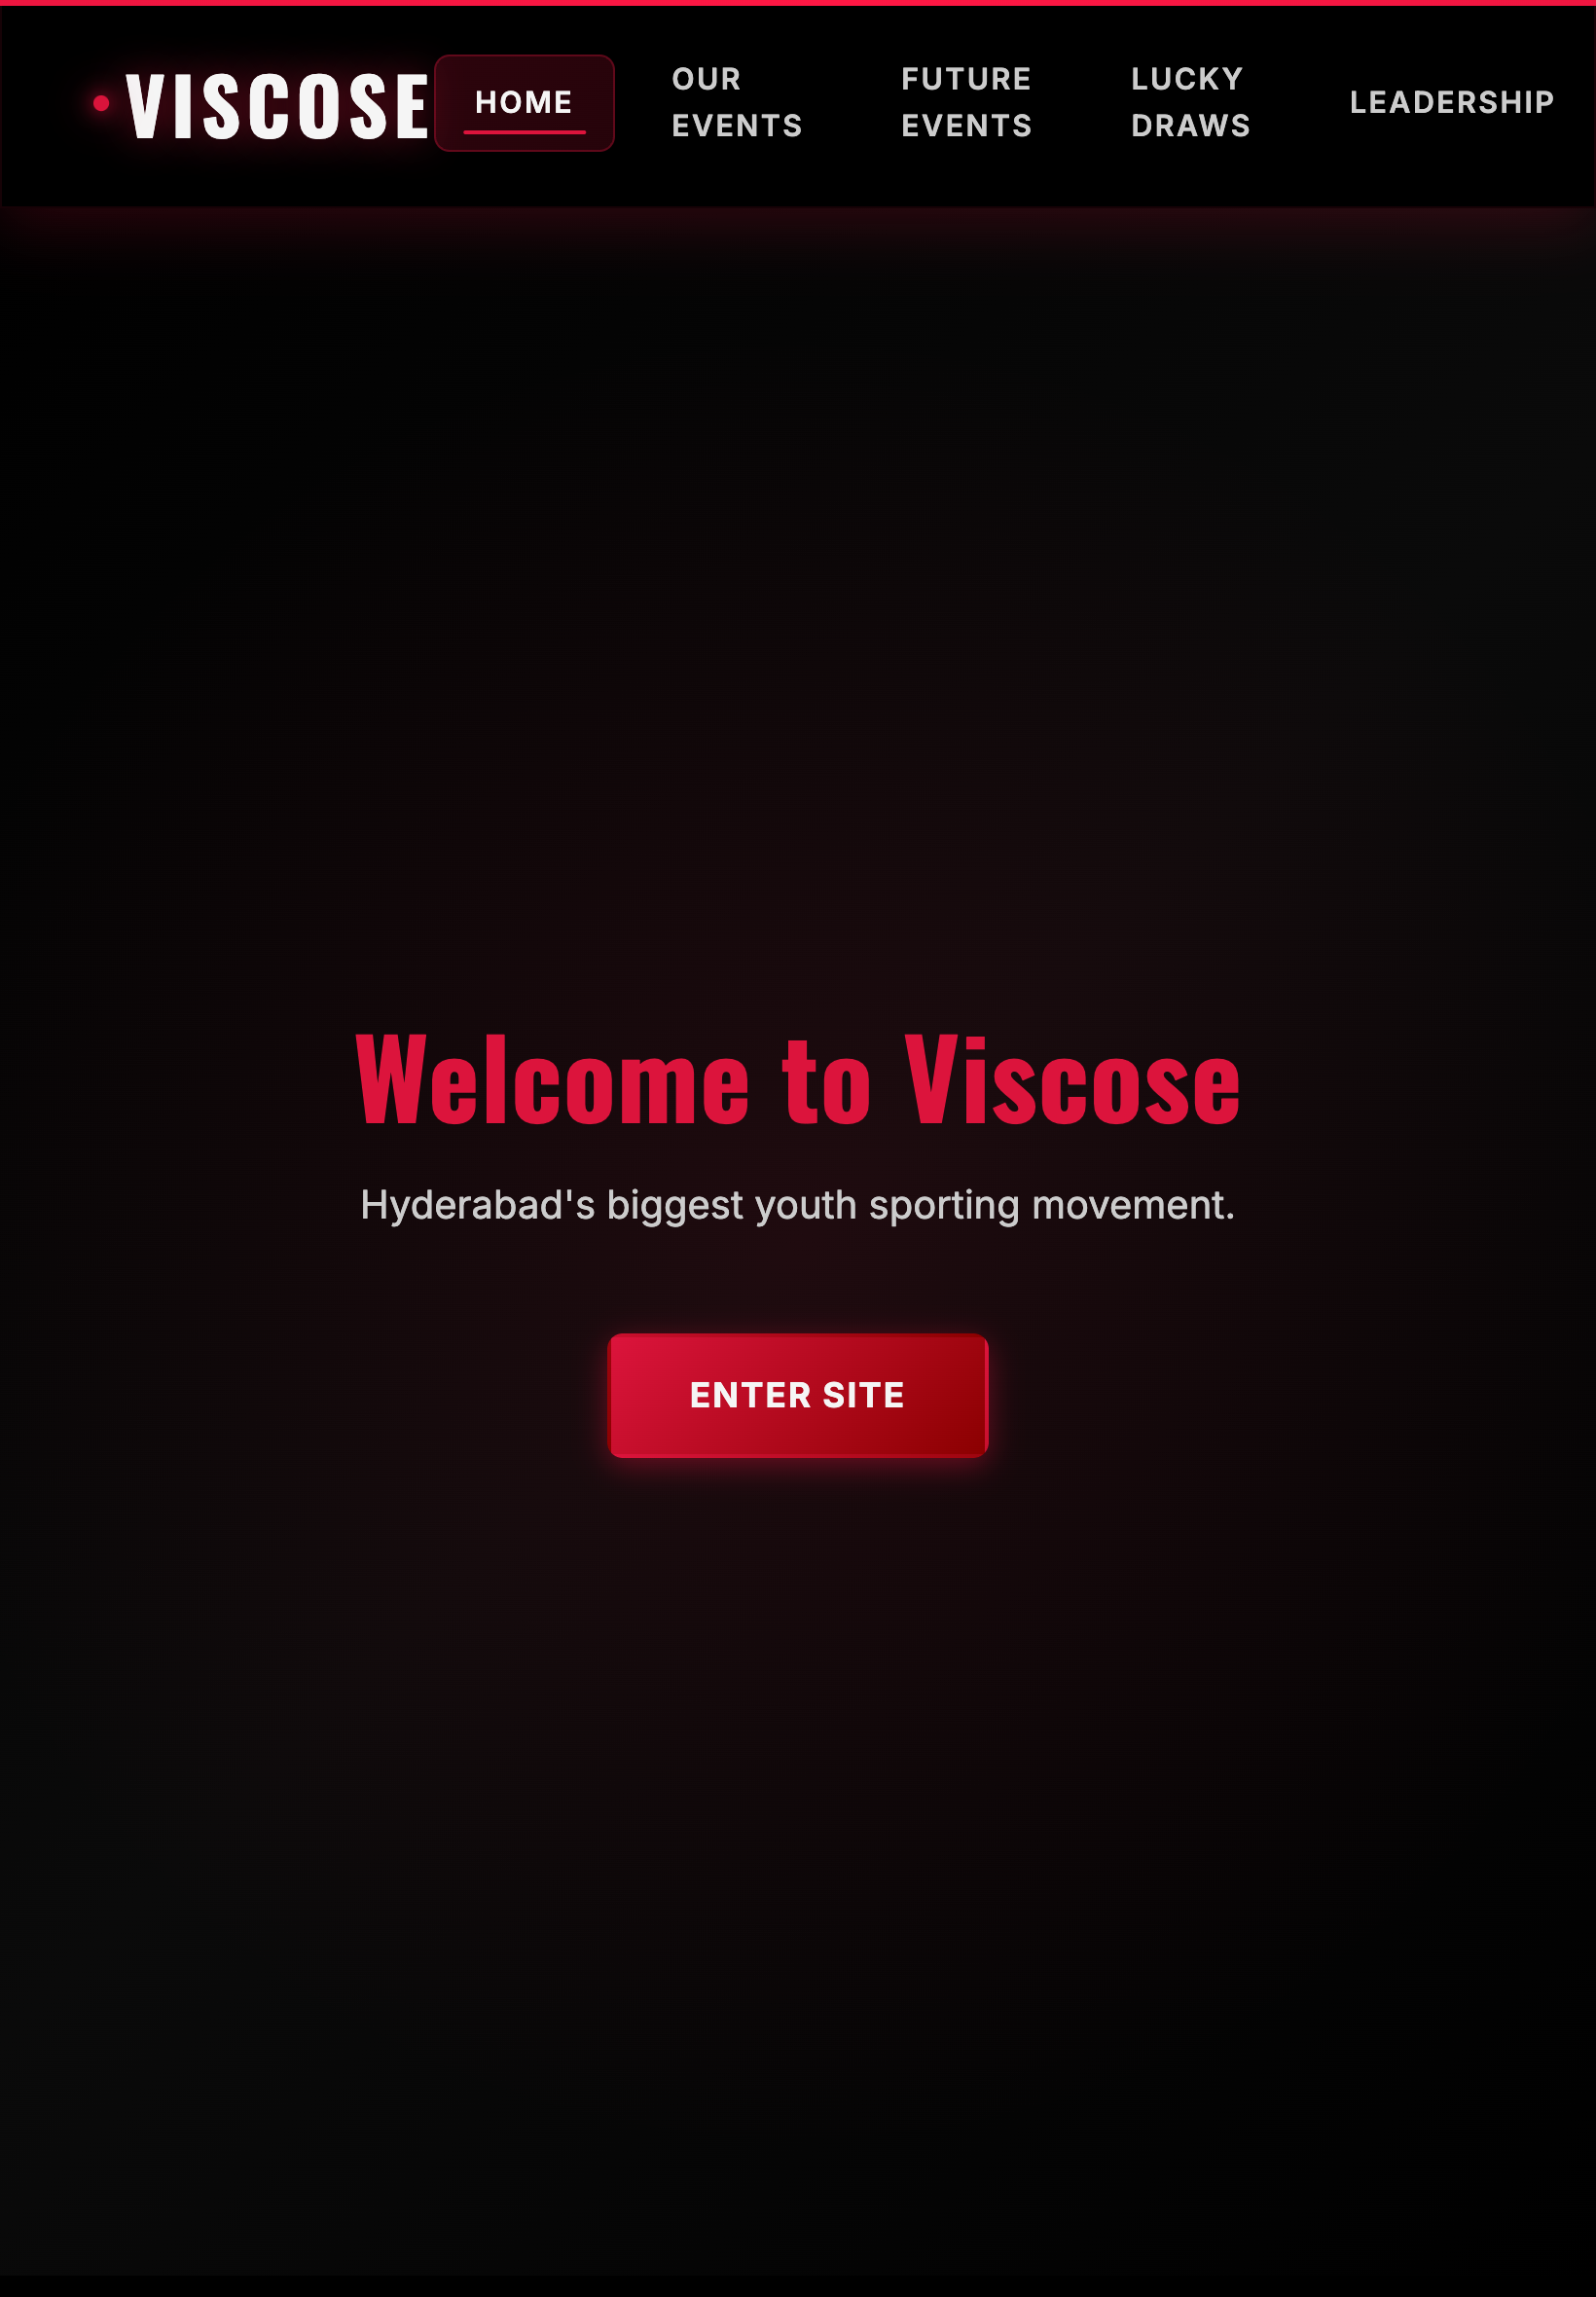 VISCOSE
HOME
OUR
EVENTS
FUTURE
EVENTS
LUCKY
DRAWS
LEADERSHIP
Welcome to Viscose
Hyderabad's biggest youth sporting movement.
ENTER SITE